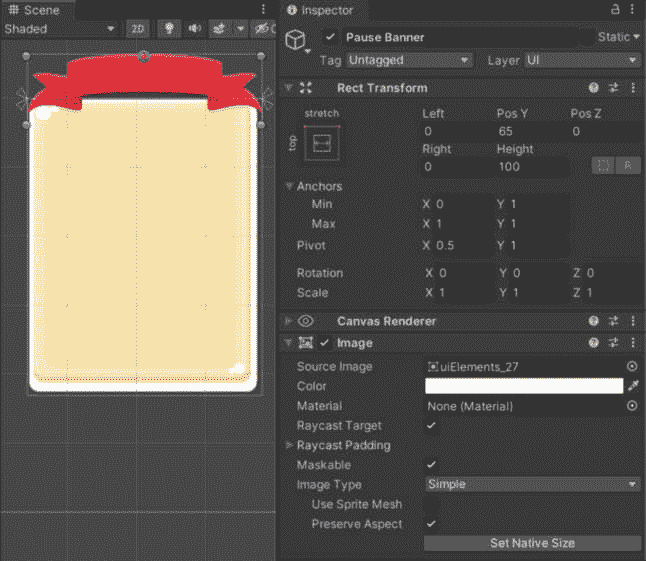 Scene
Shaded
2D
Inspector
Pause Banner
Static
Tag Untagged Layer UI
Rect Transform
stretch
top
Left Pos Y Pos Z
0 65 0
Right Height
0 100
R
Anchors
Min X 0 Y 1
Max X 1 Y 1
Pivot X 0.5 Y 1
Rotation X 0 Y 0 Z 0
Scale X 1 Y 1 Z 1
Canvas Renderer
Image
Source Image uiElements_27
Color
Material None (Material)
Raycast Target
Raycast Padding
Maskable
Image Type Simple
Use Sprite Mesh
Preserve Aspect
Set Native Size